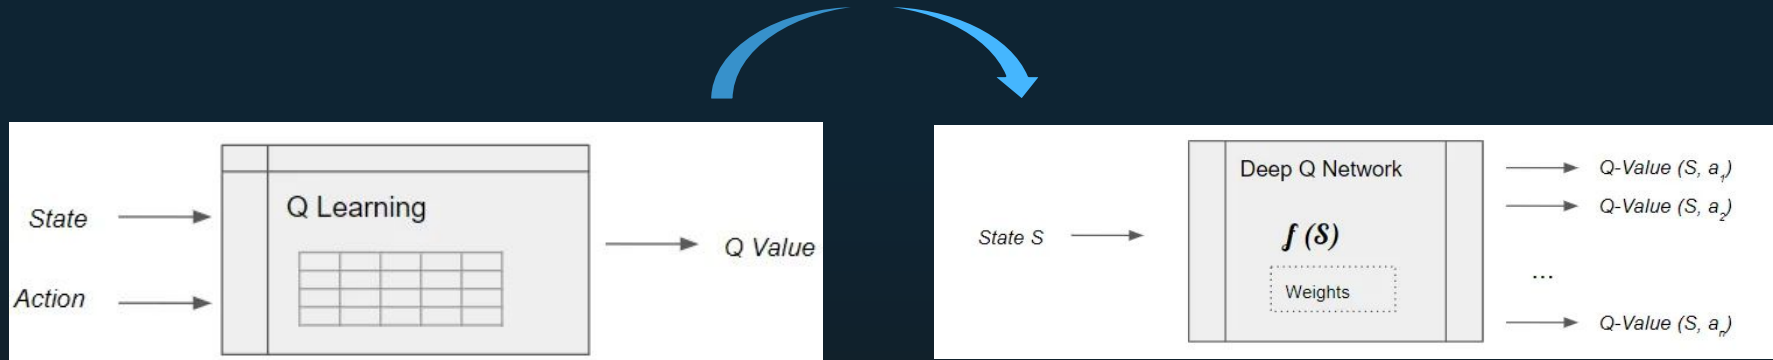 State
Action
Q Learning
Q Value
State S
Deep Q Network
f (S)
Weights
Q-Value (S, a₁)
Q-Value (S, a₂)
...
Q-Value (S, aₙ)